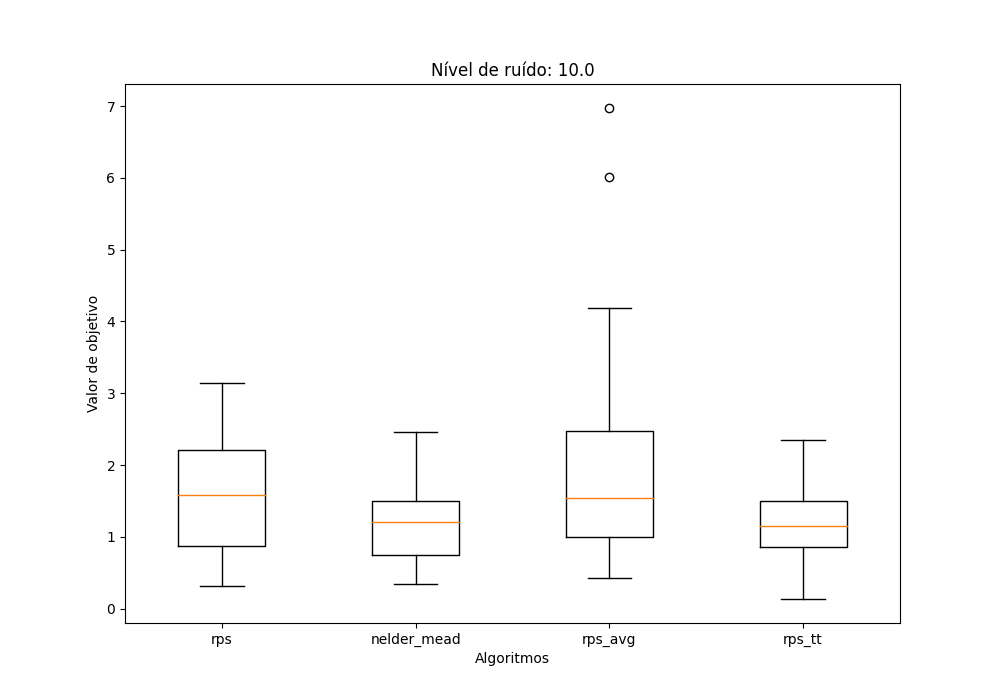 Nível de ruído: 10.0
7
6
5
4
3
2
1
0
Valor de objetivo
rps nelder_mead rps_avg rps_tt
Algoritmos